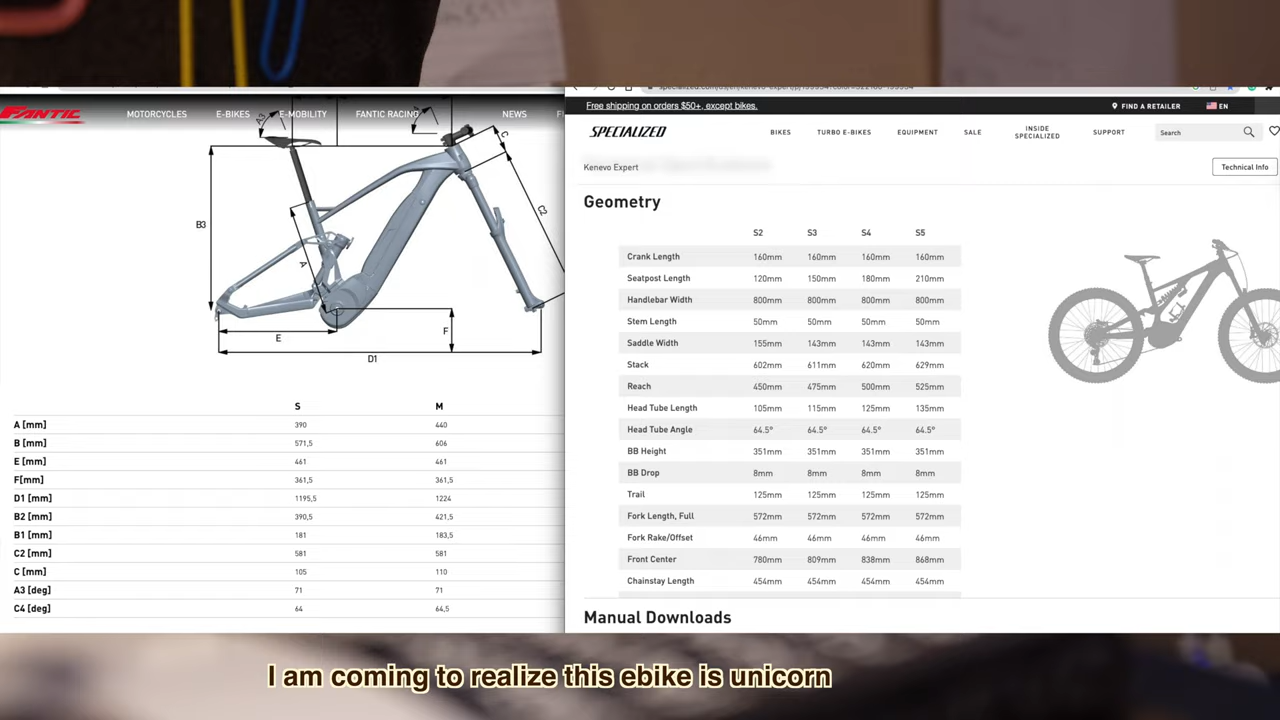 FANTIC
MOTORCYCLES E-BIKES E-MOBILITY FANTIC RACING NEWS
A3
C
B3
C2
A
E
F
D1
S M
A [mm] 390 440
B [mm] 571,5 606
E [mm] 461 461
F[mm] 361,5 361,5
D1 [mm] 1195,5 1224
B2 [mm] 390,5 421,5
B1 [mm] 181 183,5
C2 [mm] 581 581
C [mm] 105 110
A3 [deg] 71 71
C4 [deg] 64 64,5
Free shipping on orders $50+, except bikes. FIND A RETAILER EN
SPECIALIZED
BIKES TURBO E-BIKES EQUIPMENT SALE INSIDE SPECIALIZED SUPPORT Search
Kenevo Expert Technical Info
Geometry
S2 S3 S4 S5
Crank Length 160mm 160mm 160mm 160mm
Seatpost Length 120mm 150mm 180mm 210mm
Handlebar Width 800mm 800mm 800mm 800mm
Stem Length 50mm 50mm 50mm 50mm
Saddle Width 155mm 143mm 143mm 143mm
Stack 602mm 611mm 620mm 629mm
Reach 450mm 475mm 500mm 525mm
Head Tube Length 105mm 115mm 125mm 135mm
Head Tube Angle 64.5° 64.5° 64.5° 64.5°
BB Height 351mm 351mm 351mm 351mm
BB Drop 8mm 8mm 8mm 8mm
Trail 125mm 125mm 125mm 125mm
Fork Length, Full 572mm 572mm 572mm 572mm
Fork Rake/Offset 46mm 46mm 46mm 46mm
Front Center 780mm 809mm 838mm 868mm
Chainstay Length 454mm 454mm 454mm 454mm
Manual Downloads
I am coming to realize this ebike is unicorn